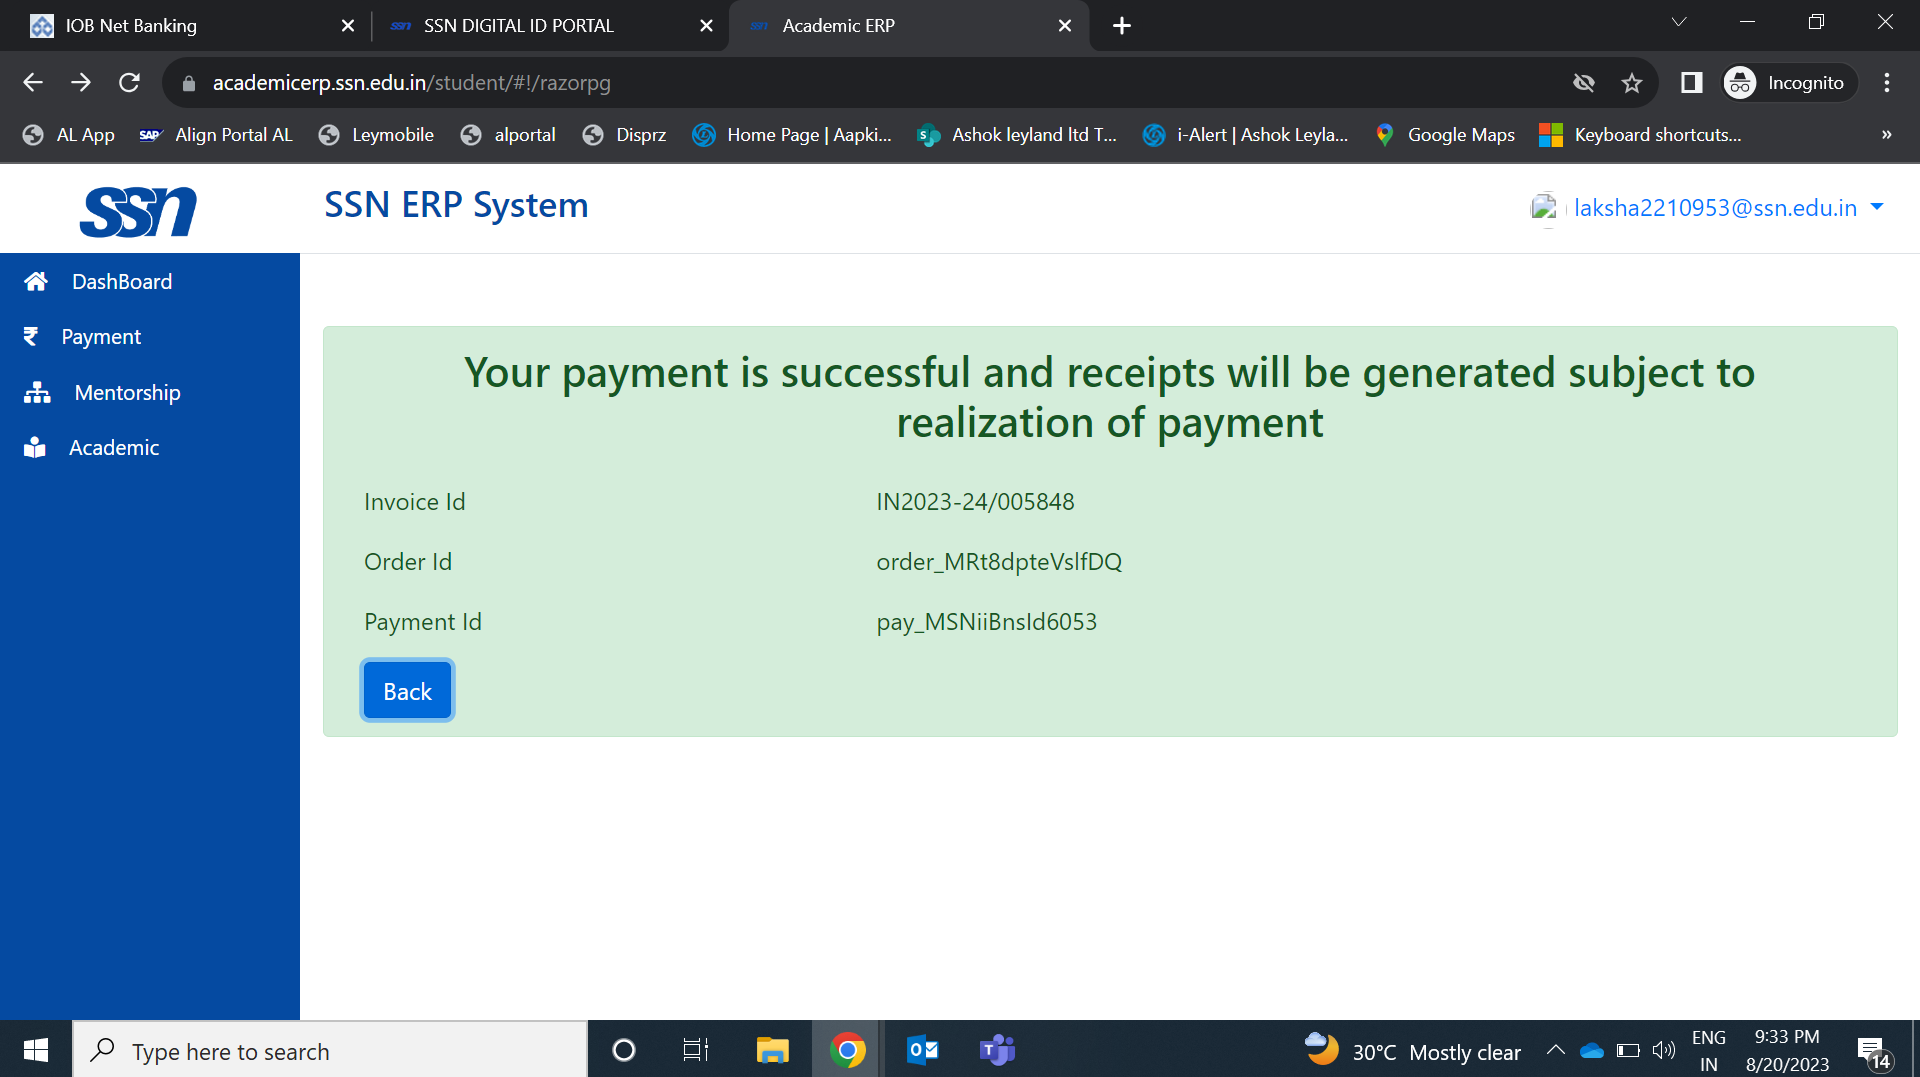 IOB Net Banking
ssn SSN DIGITAL ID PORTAL
ssn Academic ERP
academicerp.ssn.edu.in/student/#!/razorpg
Incognito
AL App
SAP Align Portal AL
Leymobile
alportal
Disprz
Home Page | Aapki...
S Ashok leyland ltd T...
i-Alert | Ashok Leyla...
Google Maps
Keyboard shortcuts...
»
ssn
SSN ERP System
laksha2210953@ssn.edu.in
DashBoard
₹ Payment
Mentorship
Academic
Your payment is successful and receipts will be generated subject to
realization of payment
Invoice Id IN2023-24/005848
Order Id order_MRt8dpteVslfDQ
Payment Id pay_MSNiiBnsId6053
Back
Type here to search
30°C Mostly clear
ENG
IN
9:33 PM
8/20/2023
14